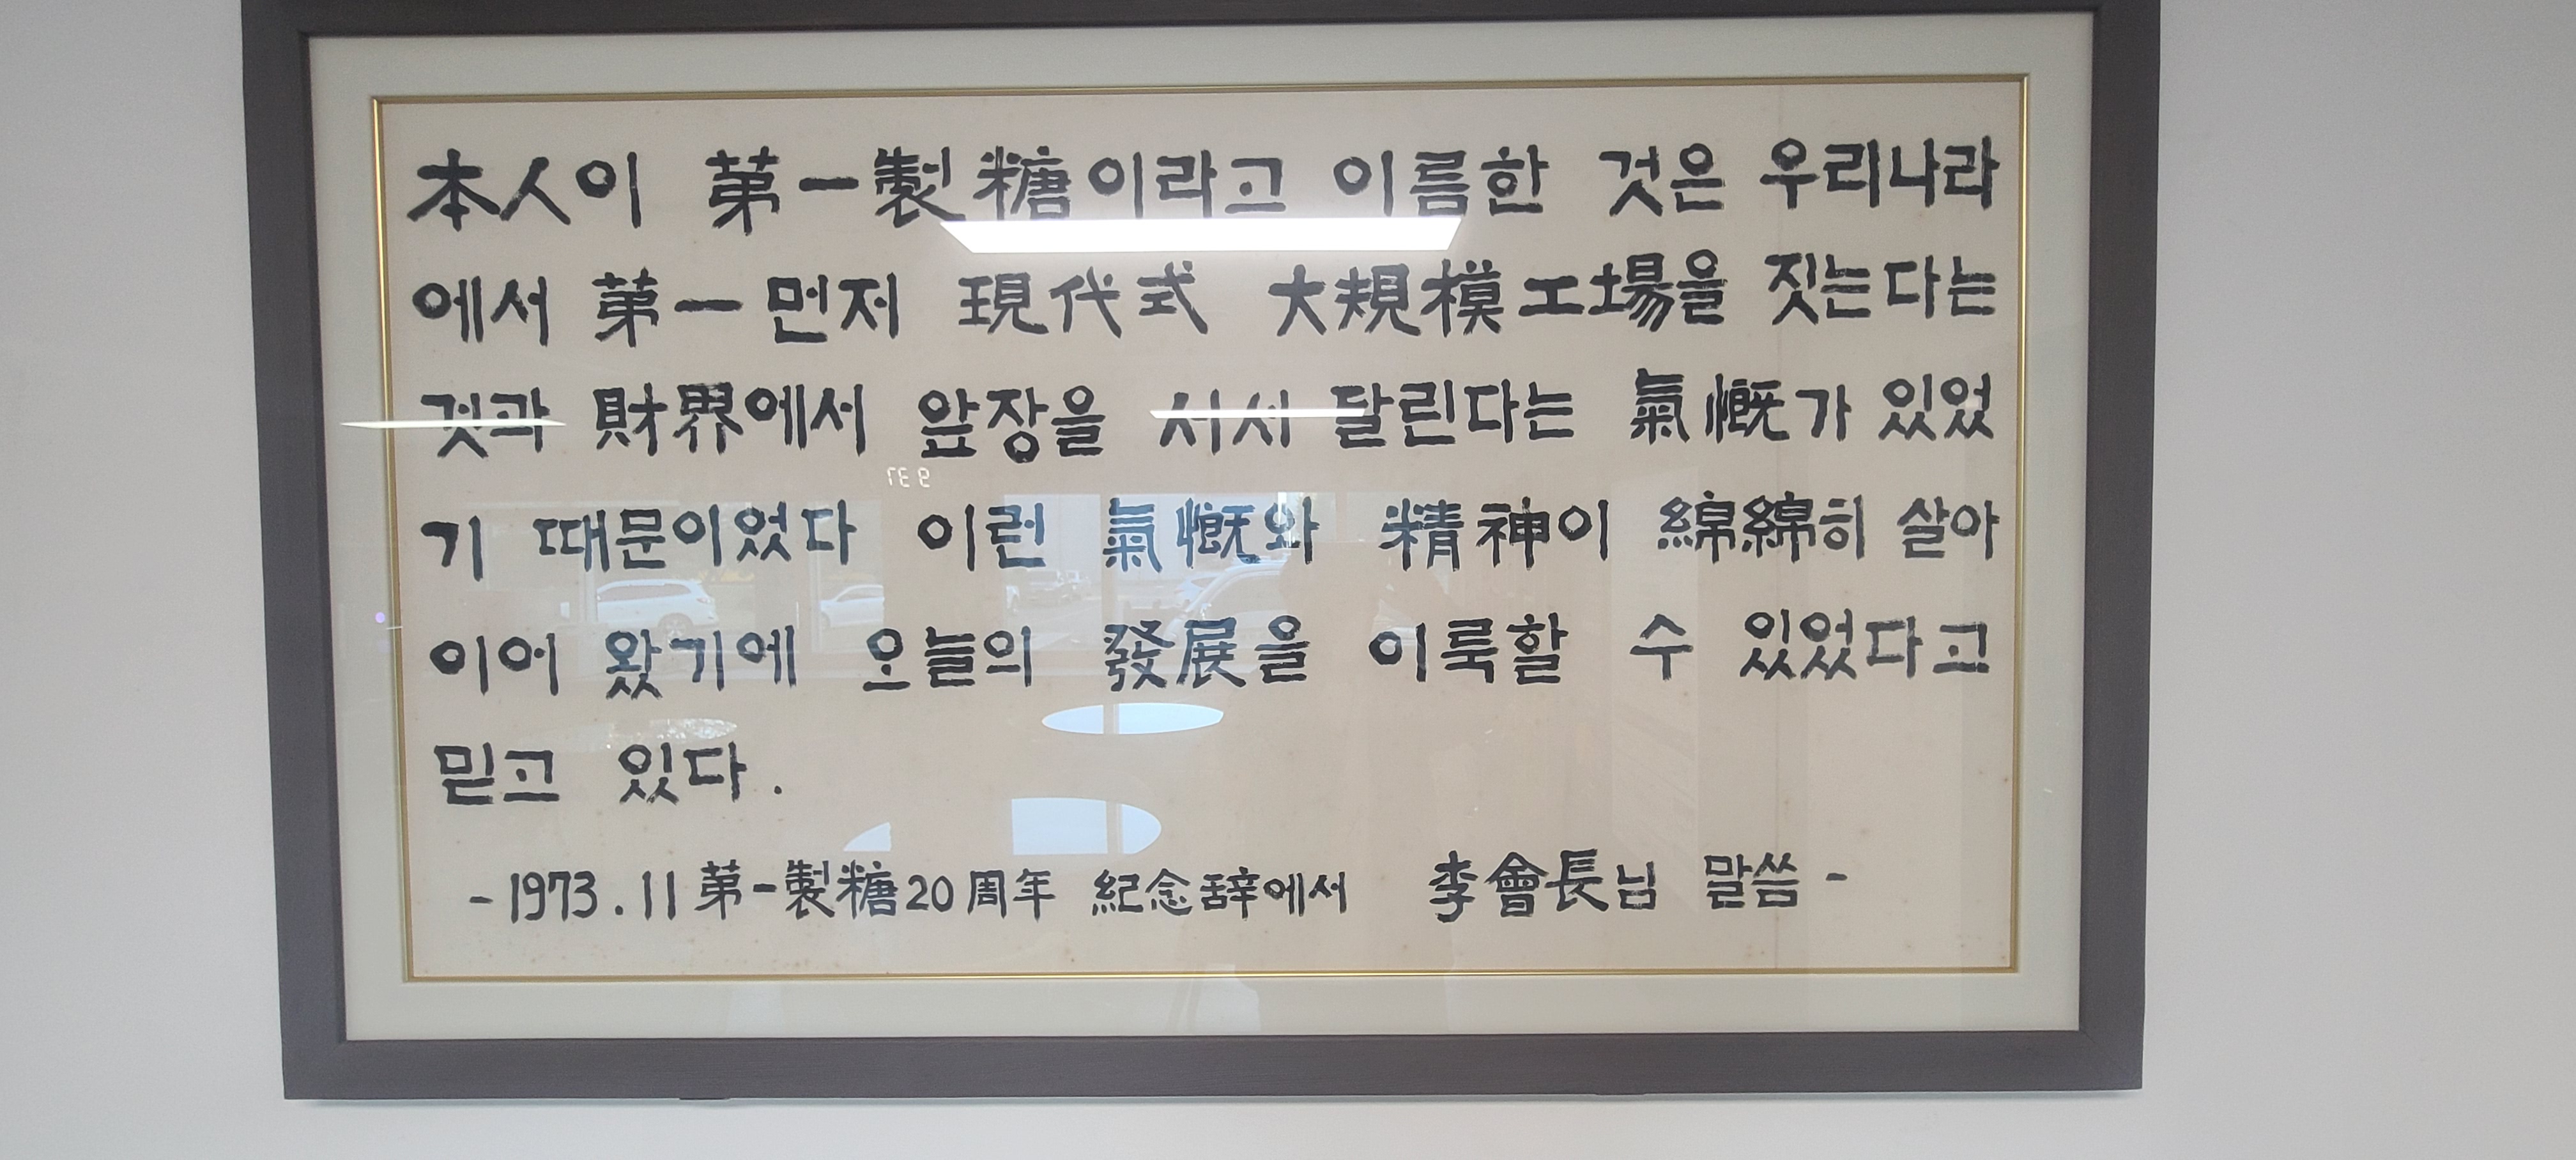 本人이 第一製糖이라고 이름한 것은 우리나라
에서 第一먼저 現代式 大規模工場을 짓는다는
것과 財界에서 앞장을 서서 달린다는 氣慨가 있었
기 때문이었다 이런 氣慨와 精神이 綿綿히 살아
이어 왔기에 오늘의 發展을 이룩할 수 있었다고
믿고 있다.
-1973.11 第一製糖20周年 紀念辞에서 李會長님 말씀-